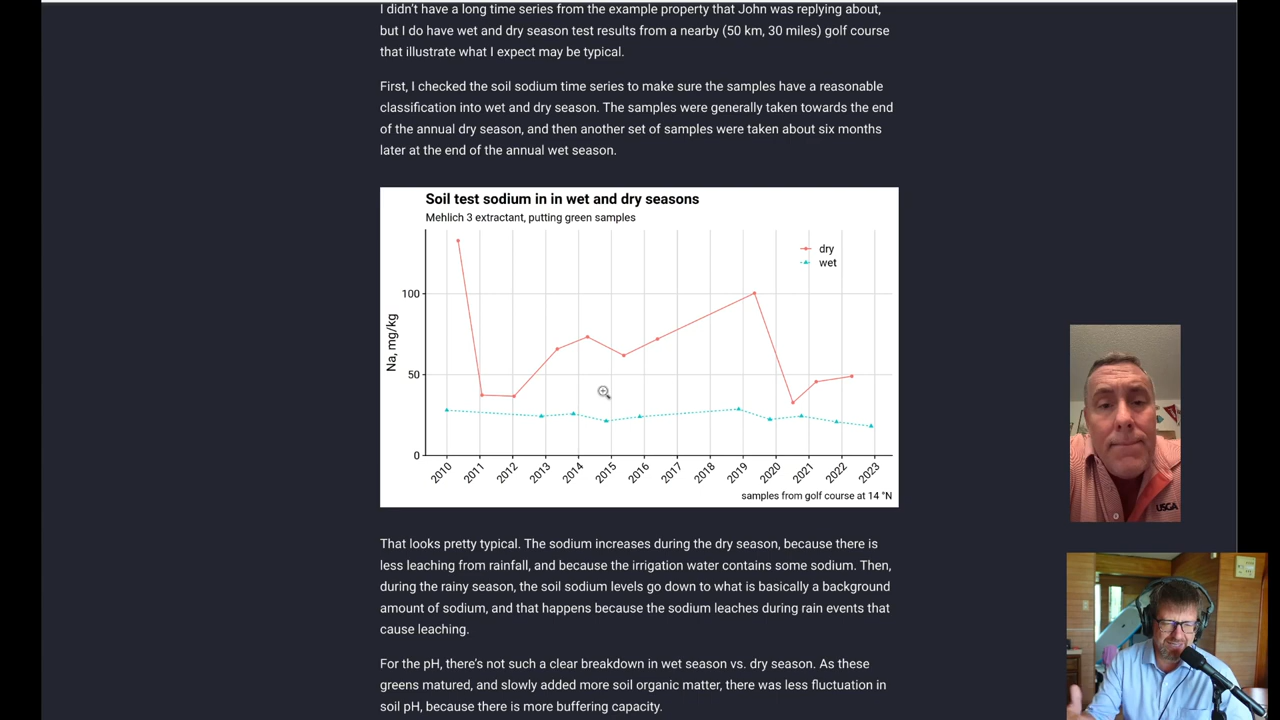 I didn't have a long time series from the example property that John was replying about,
but I do have wet and dry season test results from a nearby (50 km, 30 miles) golf course
that illustrate what I expect may be typical.
First, I checked the soil sodium time series to make sure the samples have a reasonable
classification into wet and dry season. The samples were generally taken towards the end
of the annual dry season, and then another set of samples were taken about six months
later at the end of the annual wet season.
Soil test sodium in in wet and dry seasons
Mehlich 3 extractant, putting green samples
dry
wet
100
50
0
Na, mg/kg
2010 2011 2012 2013 2014 2015 2016 2017 2018 2019 2020 2021 2022 2023
samples from golf course at 14 °N
USGA
That looks pretty typical. The sodium increases during the dry season, because there is
less leaching from rainfall, and because the irrigation water contains some sodium. Then,
during the rainy season, the soil sodium levels go down to what is basically a background
amount of sodium, and that happens because the sodium leaches during rain events that
cause leaching.
For the pH, there's not such a clear breakdown in wet season vs. dry season. As these
greens matured, and slowly added more soil organic matter, there was less fluctuation in
soil pH, because there is more buffering capacity.